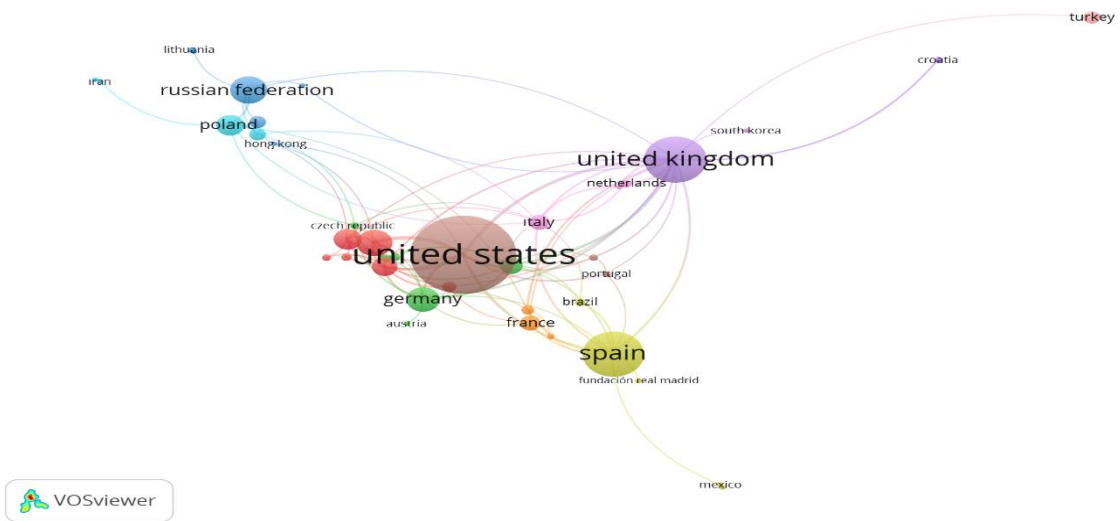 turkey
lithuania
croatia
iran
russian federation
poland
south korea
hong kong
united kingdom
netherlands
italy
czech republic
united states
portugal
germany
brazil
austria
france
spain
fundación real madrid
mexico
VOSviewer